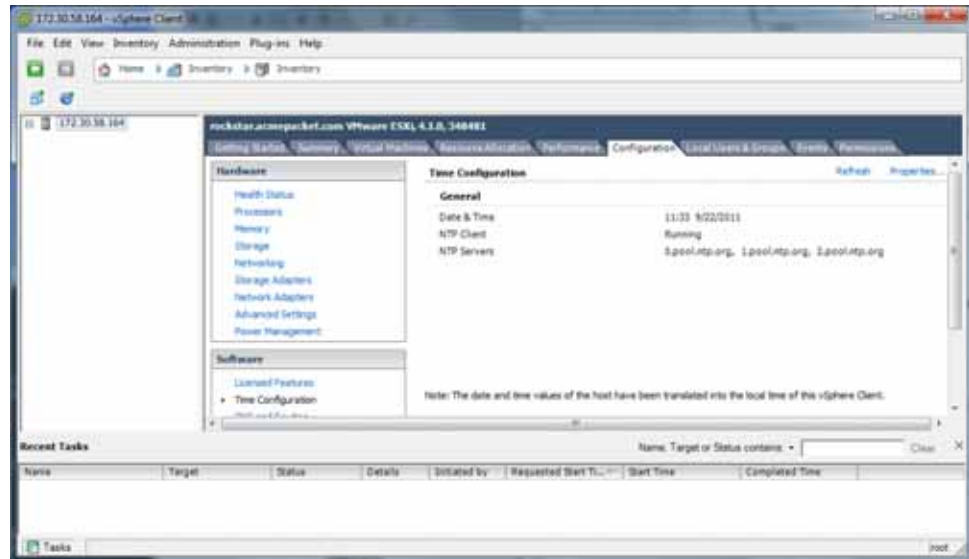 172.30.58.164 - vSphere Client
File Edit View Inventory Administration Plug-ins Help
Home Inventory Inventory
172.30.58.164
rockstar.acmepacket.com VMware ESXi, 4.1.0, 348481
Getting Started Summary Virtual Machines Resource Allocation Performance Configuration Local Users & Groups Events Permissions
Hardware
Health Status
Processors
Memory
Storage
Networking
Storage Adapters
Network Adapters
Advanced Settings
Power Management
Software
Licensed Features
Time Configuration
Time Configuration
Refresh Properties...
General
Date & Time 11:33 9/22/2011
NTP Client Running
NTP Servers 0.pool.ntp.org, 1.pool.ntp.org, 2.pool.ntp.org
Note: The date and time values of the host have been translated into the local time of this vSphere Client.
Recent Tasks
Name, Target or Status contains:
Clear
Name Target Status Details Initiated by Requested Start Ti... Start Time Completed Time
Tasks
root